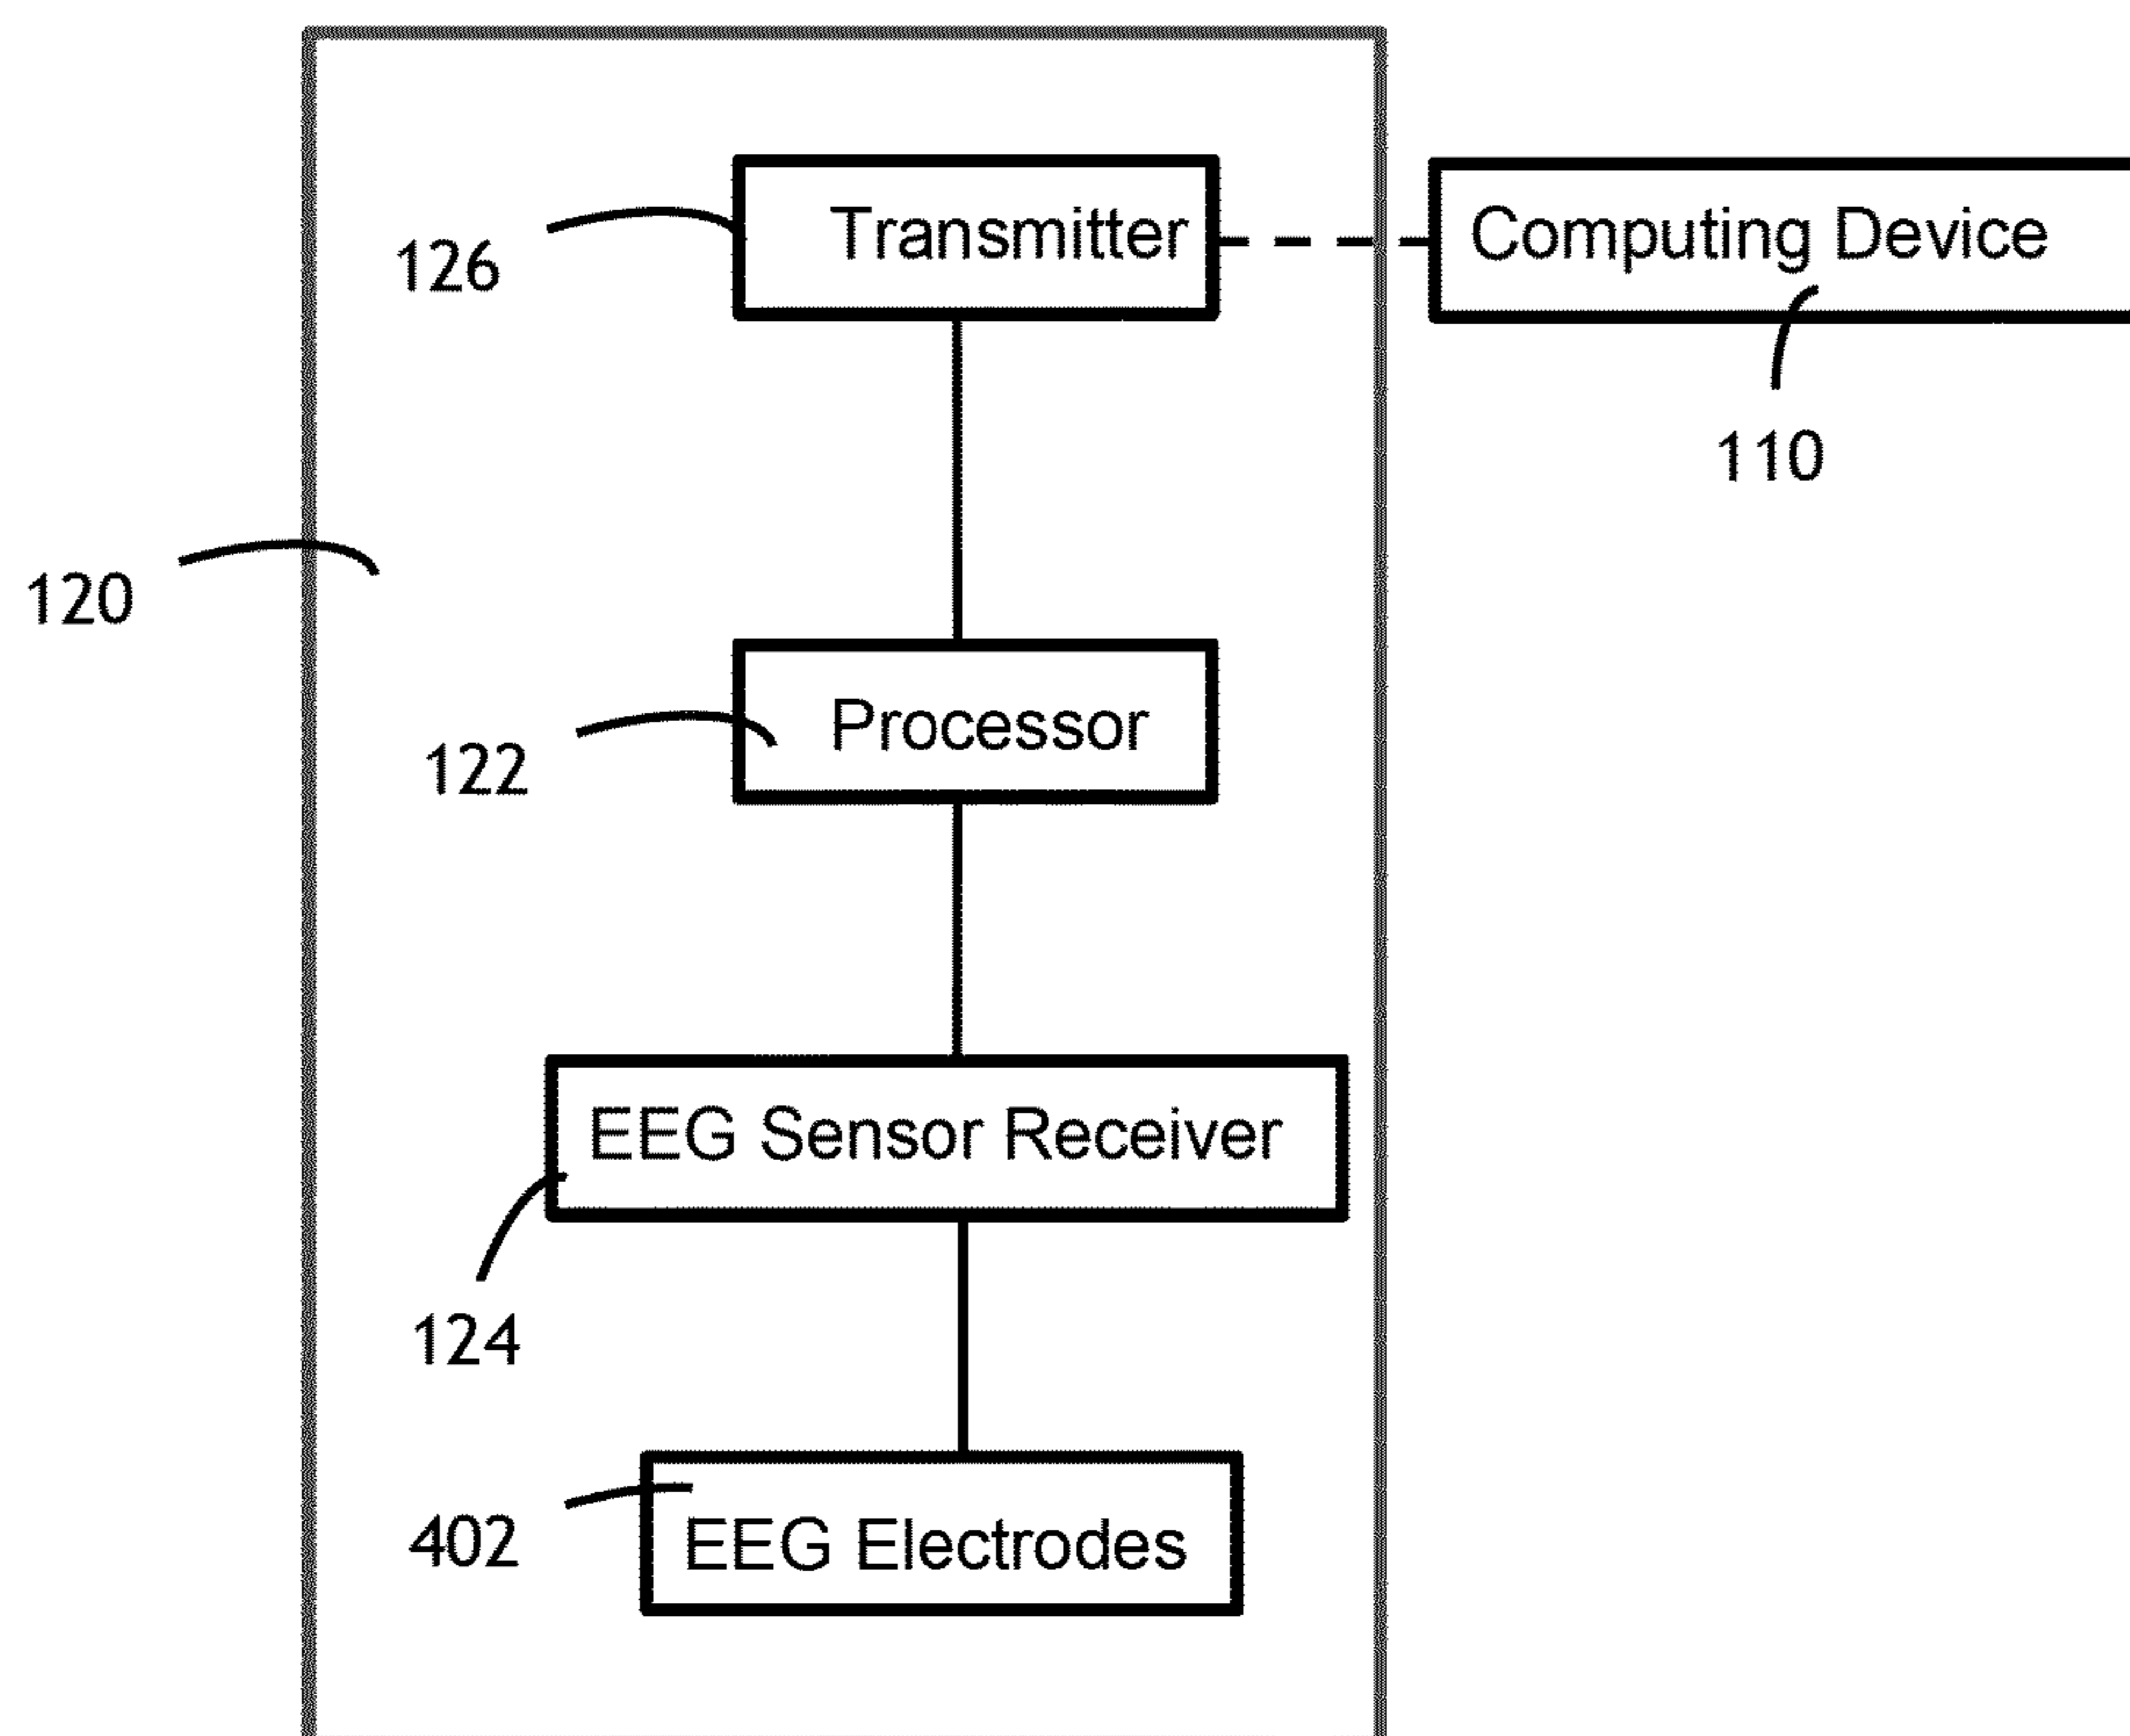 Transmitter
Computing Device
126
110
120
Processor
122
EEG Sensor Receiver
124
402
EEG Electrodes